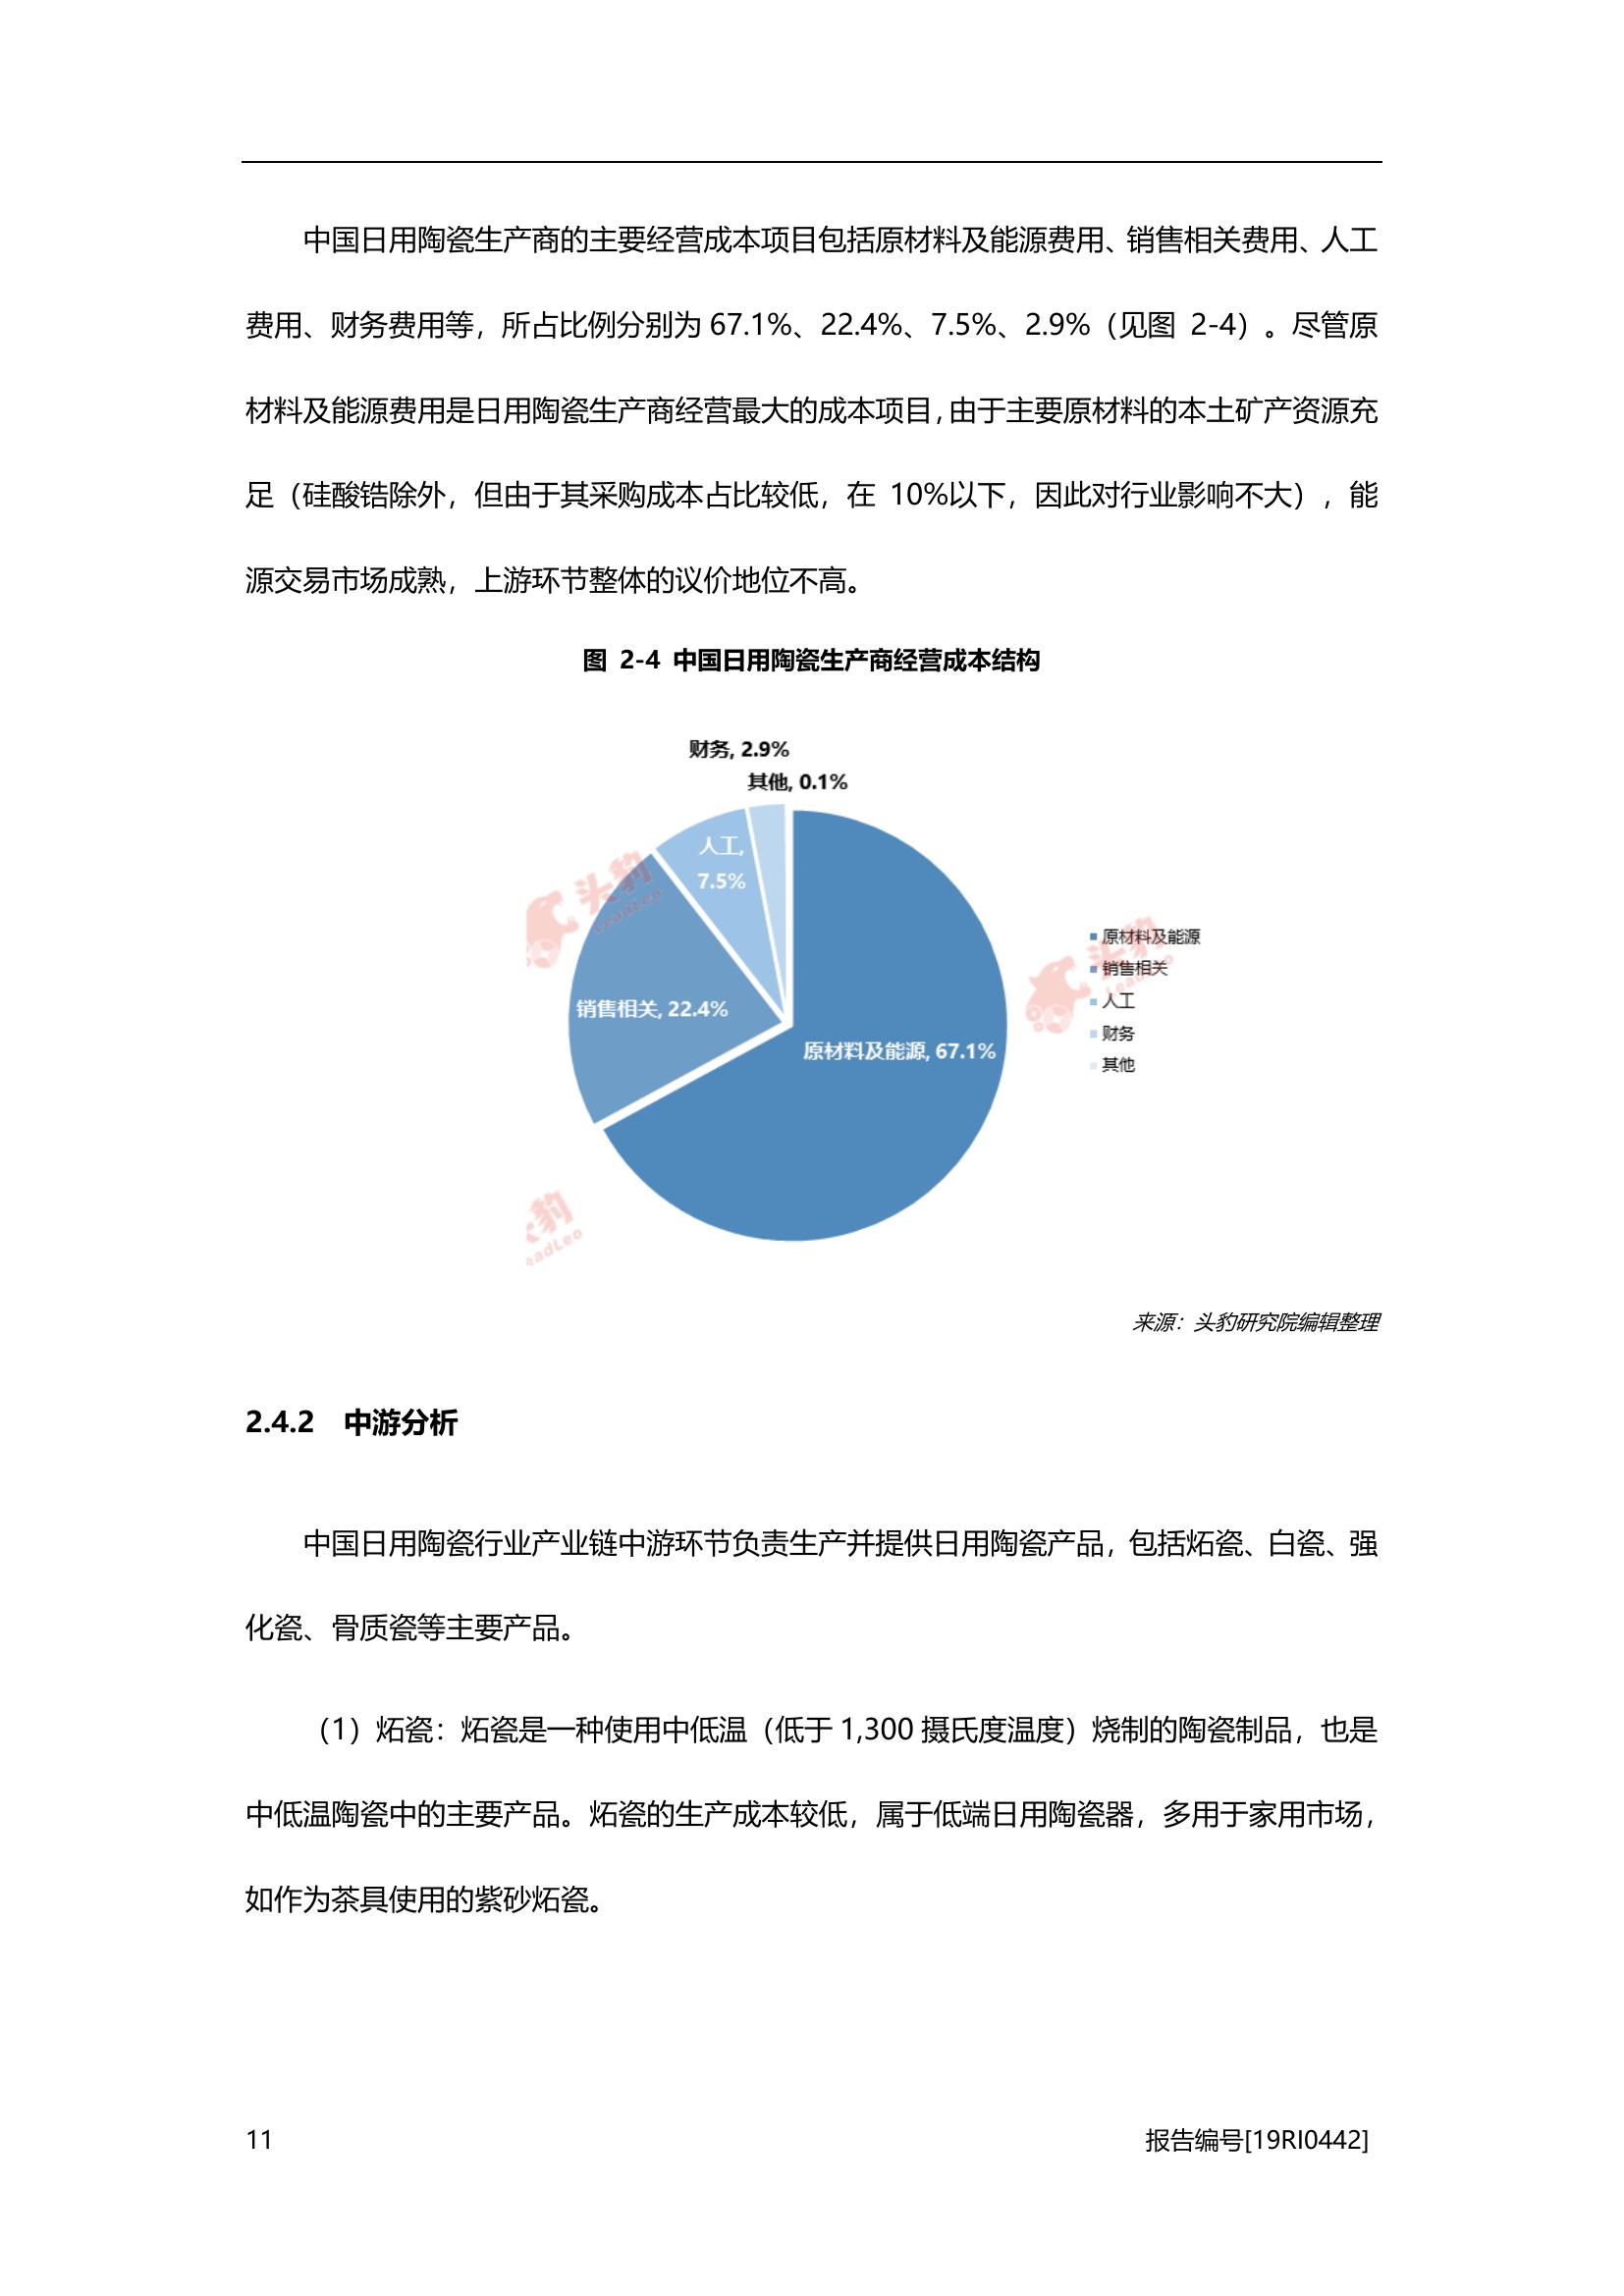 中国日用陶瓷生产商的主要经营成本项目包括原材料及能源费用、销售相关费用、人工
费用、财务费用等，所占比例分别为 67.1%、22.4%、7.5%、2.9%（见图 2-4）。尽管原
材料及能源费用是日用陶瓷生产商经营最大的成本项目，由于主要原材料的本土矿产资源充
足（硅酸锆除外，但由于其采购成本占比较低，在 10%以下，因此对行业影响不大），能
源交易市场成熟，上游环节整体的议价地位不高。
图 2-4 中国日用陶瓷生产商经营成本结构
财务, 2.9%
其他, 0.1%
人工,
7.5%
头豹
LeadLeo
销售相关, 22.4%
原材料及能源, 67.1%
原材料及能源
销售相关
人工
财务
其他
头豹
LeadLeo
豹
eadLeo
来源：头豹研究院编辑整理
2.4.2 中游分析
中国日用陶瓷行业产业链中游环节负责生产并提供日用陶瓷产品，包括炻瓷、白瓷、强
化瓷、骨质瓷等主要产品。
（1）炻瓷：炻瓷是一种使用中低温（低于 1,300 摄氏度温度）烧制的陶瓷制品，也是
中低温陶瓷中的主要产品。炻瓷的生产成本较低，属于低端日用陶瓷器，多用于家用市场，
如作为茶具使用的紫砂炻瓷。
11
报告编号[19RI0442]